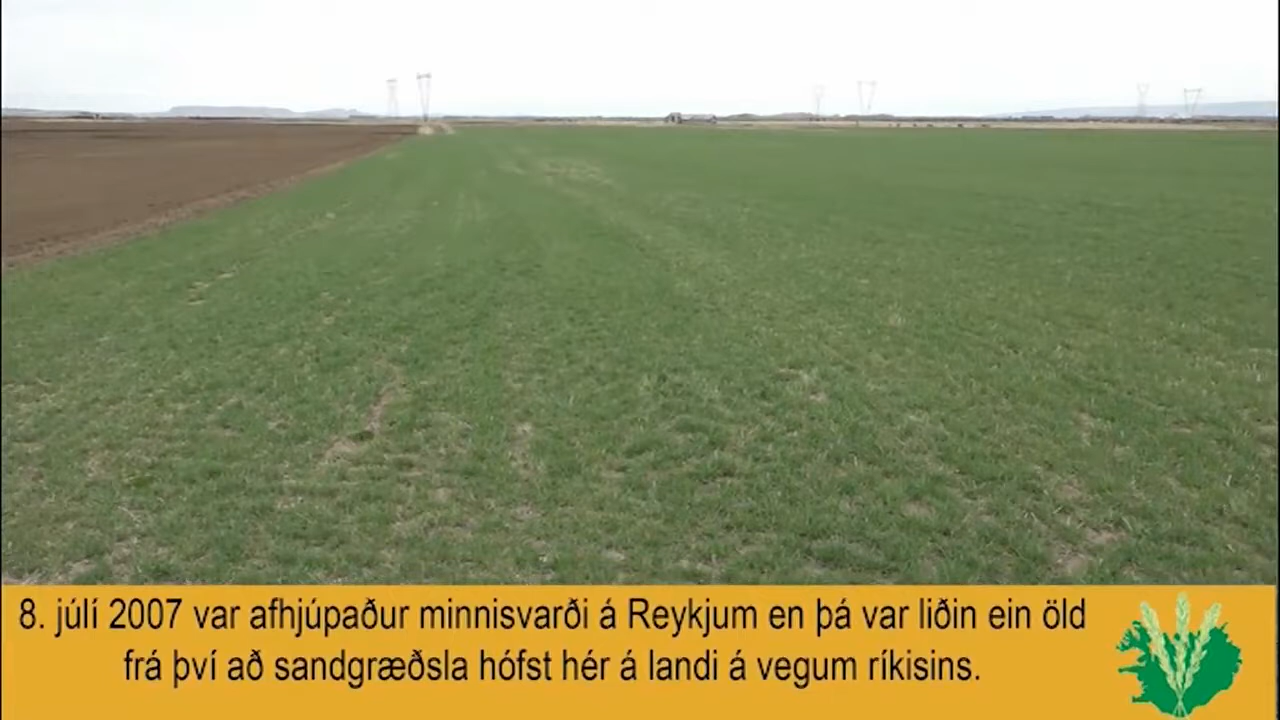 8. júlí 2007 var afhjúpaður minnisvarði á Reykjum en þá var liðin ein öld
frá því að sandgræðsla hófst hér á landi á vegum ríkisins.